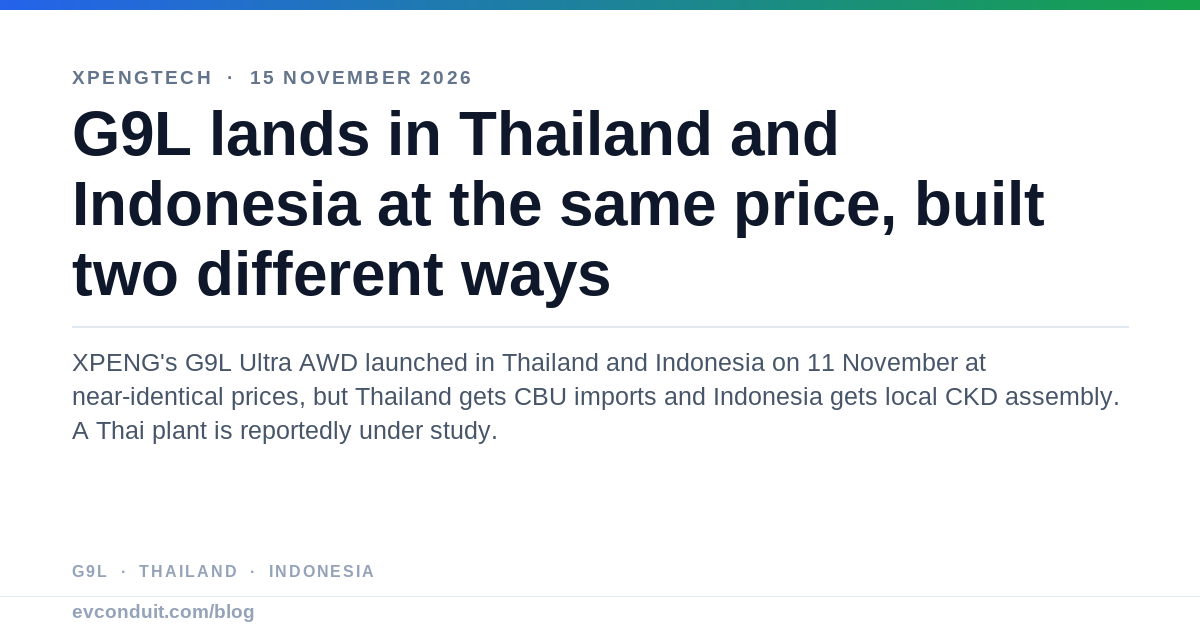 XPENGTECH · 15 NOVEMBER 2026
G9L lands in Thailand and
Indonesia at the same price, built
two different ways
XPENG's G9L Ultra AWD launched in Thailand and Indonesia on 11 November at
near-identical prices, but Thailand gets CBU imports and Indonesia gets local CKD assembly.
A Thai plant is reportedly under study.
G9L · THAILAND · INDONESIA
evconduit.com/blog